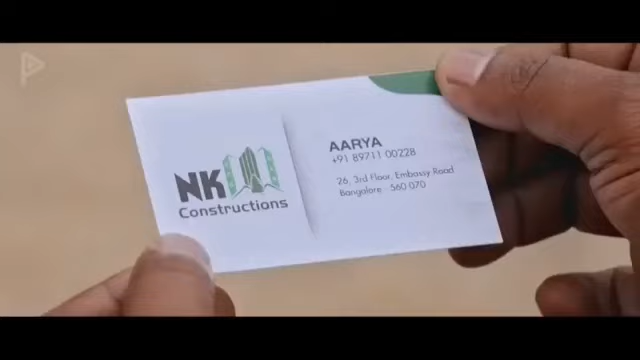 NK
Constructions
AARYA
+91 89711 00228
26, 3rd Floor, Embassy Road
Bangalore - 560 070